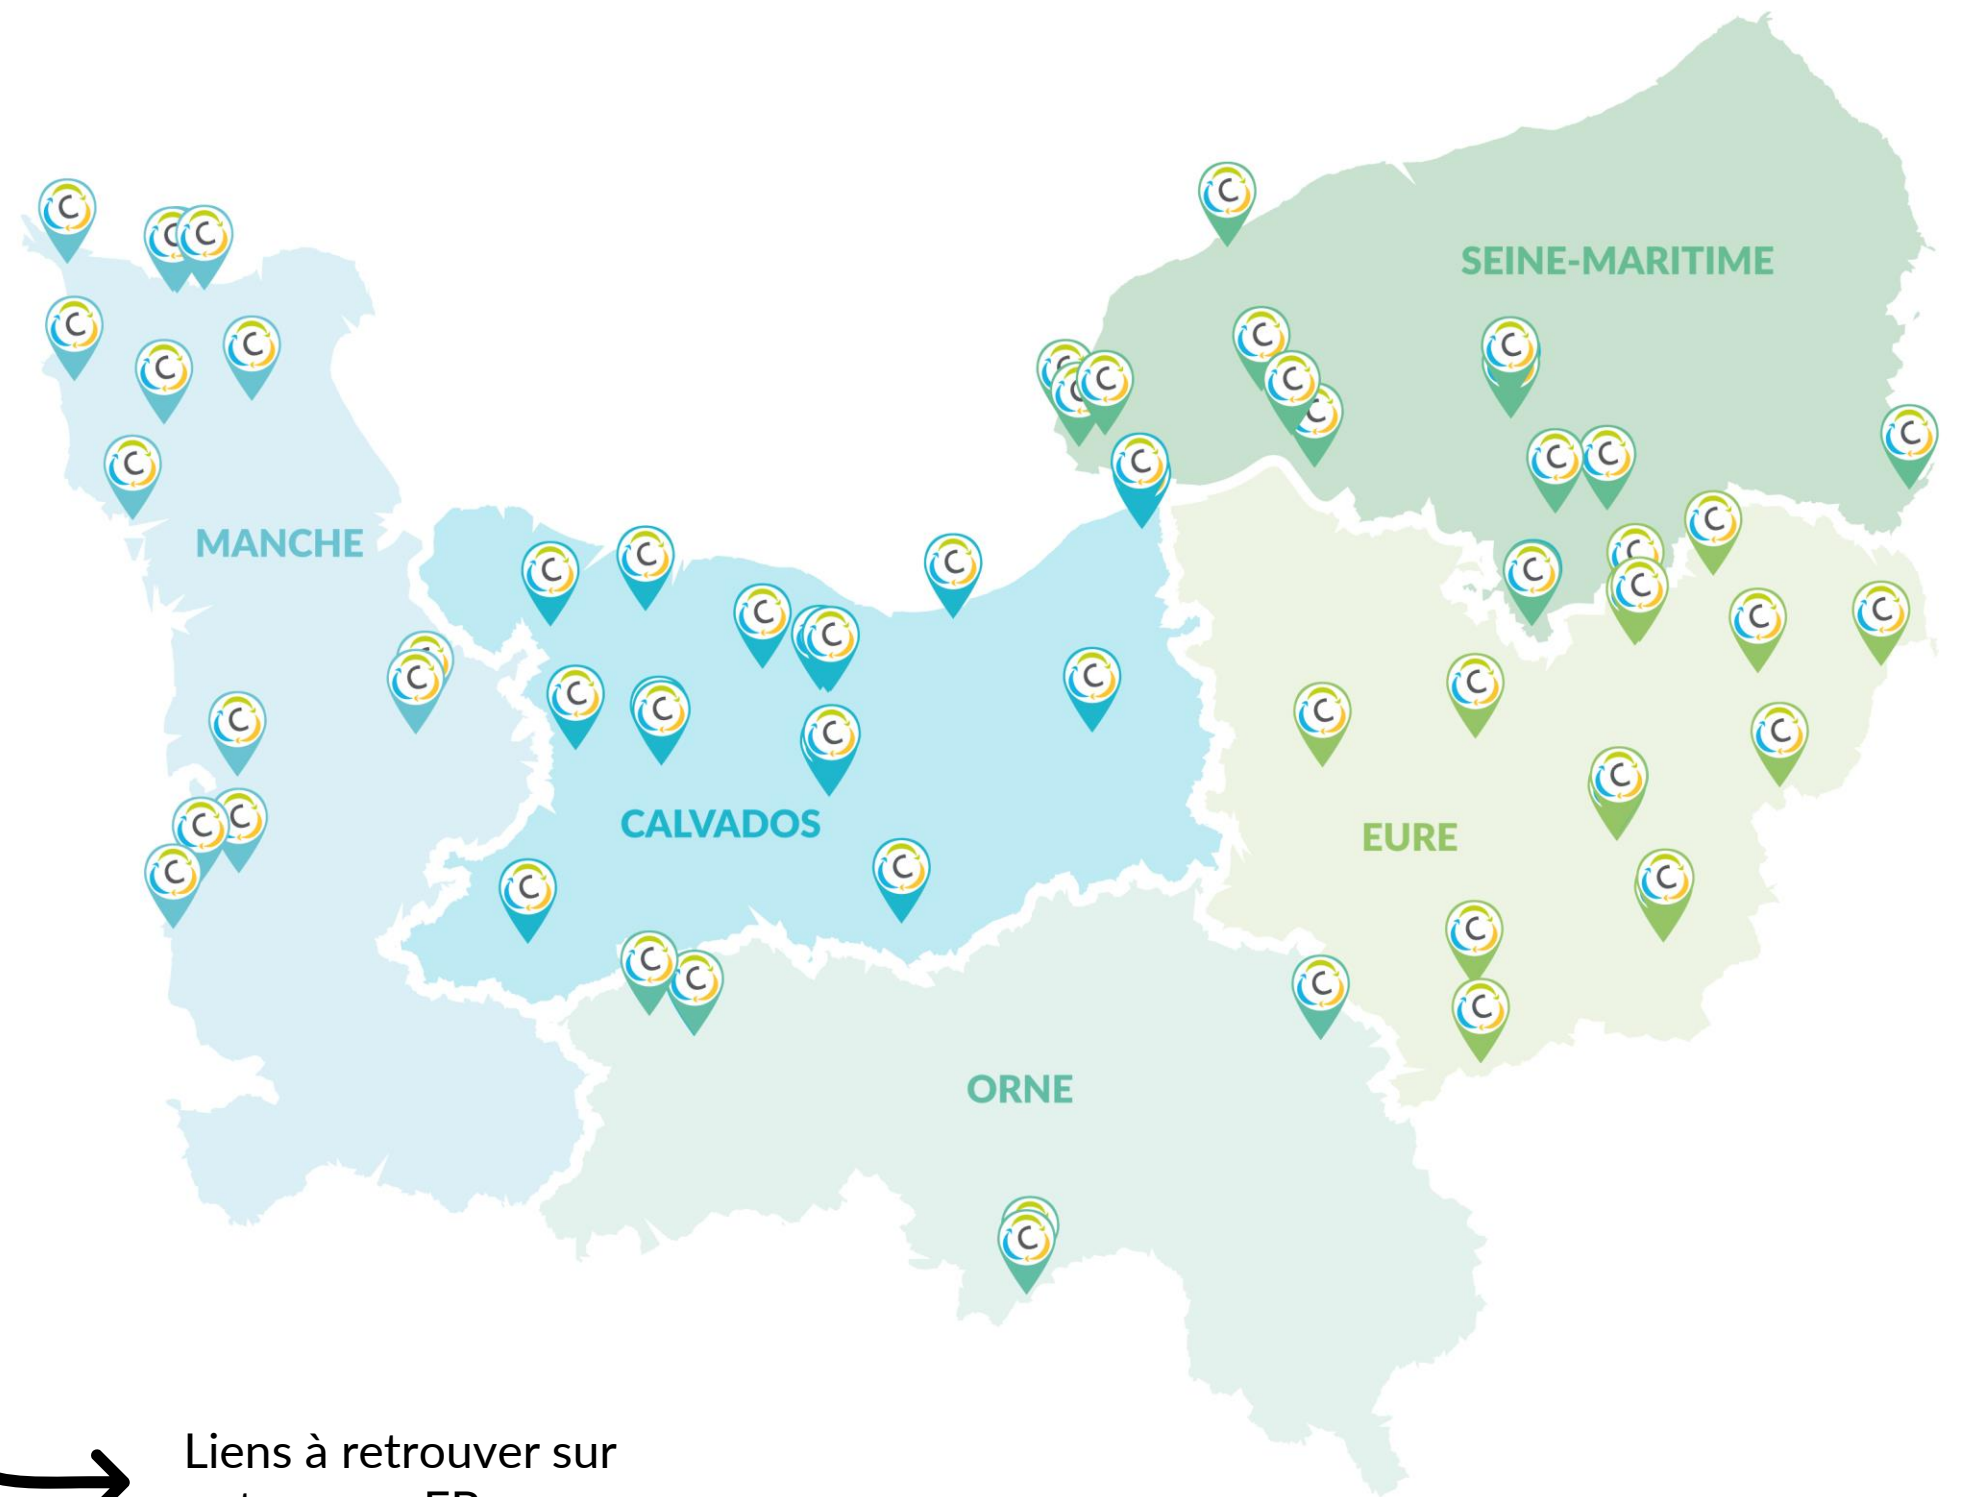 SEINE-MARITIME
MANCHE
CALVADOS
EURE
ORNE
Liens à retrouver sur